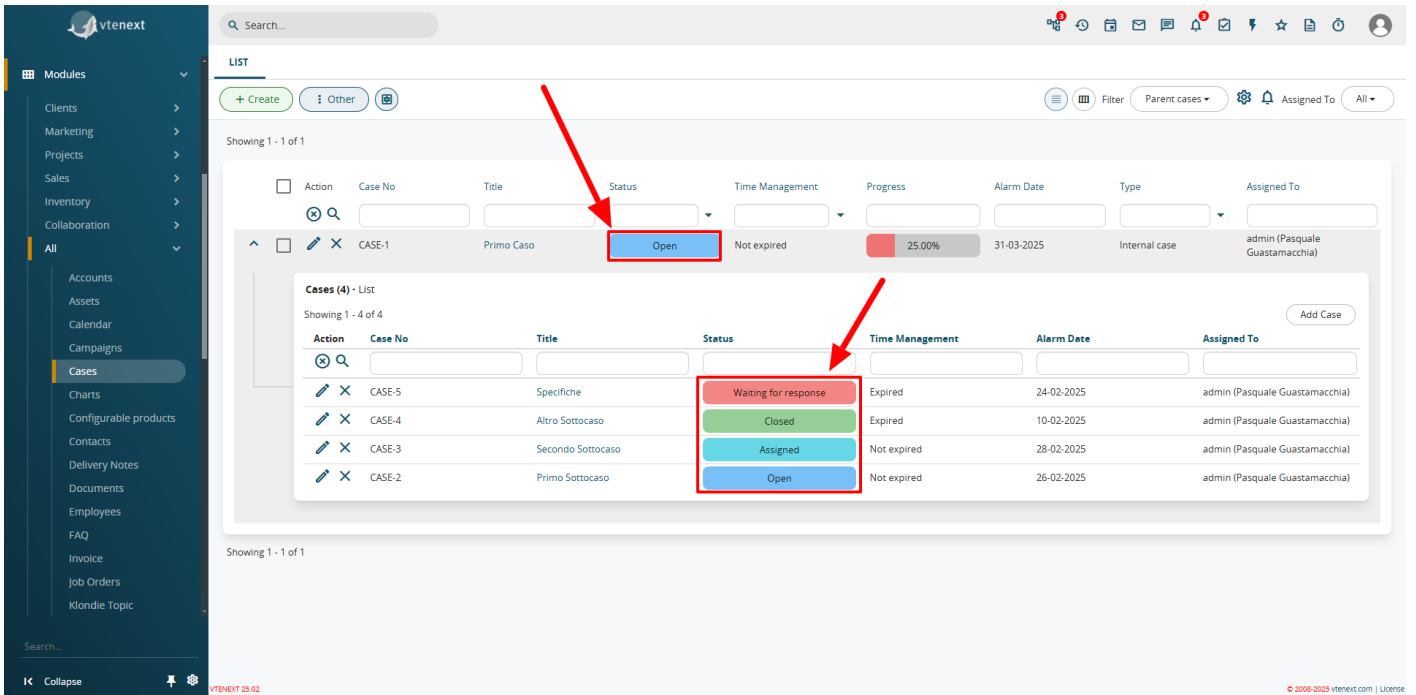 vtenext
Search...
3
3
Modules
Clients
Marketing
Projects
Sales
Inventory
Collaboration
All
Accounts
Assets
Calendar
Campaigns
Cases
Charts
Configurable products
Contacts
Delivery Notes
Documents
Employees
FAQ
Invoice
Job Orders
Klondie Topic
Search...
Collapse
LIST
+ Create
Other
Filter
Parent cases
Assigned To
All
Showing 1 - 1 of 1
Action Case No Title Status Time Management Progress Alarm Date Type Assigned To
CASE-1 Primo Caso Open Not expired 25.00% 31-03-2025 Internal case admin (Pasquale Guastamacchia)
Cases (4) - List
Showing 1 - 4 of 4
Add Case
Action Case No Title Status Time Management Alarm Date Assigned To
CASE-5 Specifiche Waiting for response Expired 24-02-2025 admin (Pasquale Guastamacchia)
CASE-4 Altro Sottocaso Closed Expired 10-02-2025 admin (Pasquale Guastamacchia)
CASE-3 Secondo Sottocaso Assigned Not expired 28-02-2025 admin (Pasquale Guastamacchia)
CASE-2 Primo Sottocaso Open Not expired 26-02-2025 admin (Pasquale Guastamacchia)
Showing 1 - 1 of 1
VTENEXT 25.02
© 2008-2025 vtenext.com | License